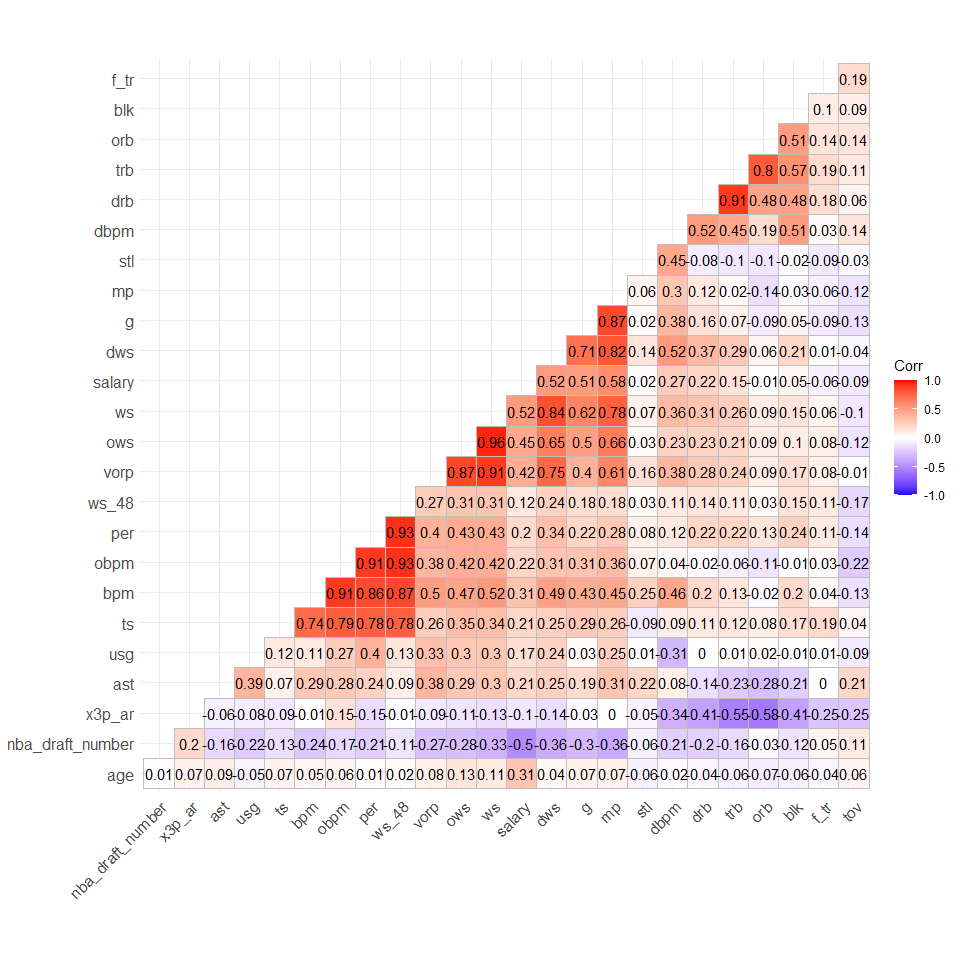 f_tr 0.19
blk 0.1 0.09
orb 0.51 0.14 0.14
trb 0.8 0.57 0.19 0.11
drb 0.91 0.48 0.48 0.18 0.06
dbpm 0.52 0.45 0.19 0.51 0.03 0.14
stl 0.45 -0.08 -0.1 -0.1 -0.02 -0.09 -0.03
mp 0.06 0.3 0.12 0.02 -0.14 -0.03 -0.06 -0.12
g 0.87 0.02 0.38 0.16 0.07 -0.09 0.05 -0.09 -0.13
dws 0.71 0.82 0.14 0.52 0.37 0.29 0.06 0.21 0.01 -0.04
salary 0.52 0.51 0.58 0.02 0.27 0.22 0.15 -0.01 0.05 -0.06 -0.09
ws 0.52 0.84 0.62 0.78 0.07 0.36 0.31 0.26 0.09 0.15 0.06 -0.1
ows 0.96 0.45 0.65 0.5 0.66 0.03 0.23 0.23 0.21 0.09 0.1 0.08 -0.12
vorp 0.87 0.91 0.42 0.75 0.4 0.61 0.16 0.38 0.28 0.24 0.09 0.17 0.08 -0.01
ws_48 0.27 0.31 0.31 0.12 0.24 0.18 0.18 0.03 0.11 0.14 0.11 0.03 0.15 0.11 -0.17
per 0.93 0.4 0.43 0.43 0.2 0.34 0.22 0.28 0.08 0.12 0.22 0.22 0.13 0.24 0.11 -0.14
obpm 0.91 0.93 0.38 0.42 0.42 0.22 0.31 0.31 0.36 0.07 0.04 -0.02 -0.06 -0.11 -0.01 0.03 -0.22
bpm 0.91 0.86 0.87 0.5 0.47 0.52 0.31 0.49 0.43 0.45 0.25 0.46 0.2 0.13 -0.02 0.2 0.04 -0.13
ts 0.74 0.79 0.78 0.78 0.26 0.35 0.34 0.21 0.25 0.29 0.26 -0.09 0.09 0.11 0.12 0.08 0.17 0.19 0.04
usg 0.12 0.11 0.27 0.4 0.13 0.33 0.3 0.3 0.17 0.24 0.03 0.25 0.01 -0.31 0 0.01 0.02 -0.01 0.01 -0.09
ast 0.39 0.07 0.29 0.28 0.24 0.09 0.38 0.29 0.3 0.21 0.25 0.19 0.31 0.22 0.08 -0.14 -0.23 -0.28 -0.21 0 0.21
x3p_ar -0.06 -0.08 -0.09 -0.01 0.15 -0.15 -0.01 -0.09 -0.11 -0.13 -0.1 -0.14 -0.03 0 -0.05 -0.34 -0.41 -0.55 -0.58 -0.41 -0.25 -0.25
nba_draft_number 0.2 -0.16 -0.22 -0.13 -0.24 -0.17 -0.21 -0.11 -0.27 -0.28 -0.33 -0.5 -0.36 -0.3 -0.36 -0.06 -0.21 -0.2 -0.16 -0.03 -0.12 0.05 0.11
age 0.01 0.07 0.09 -0.05 0.07 0.05 0.06 0.01 0.02 0.08 0.13 0.11 0.31 0.04 0.07 0.07 -0.06 -0.02 -0.04 -0.06 -0.07 -0.06 -0.04 0.06
nba_draft_number x3p_ar ast usg ts bpm obpm per ws_48 vorp ows ws salary dws g mp stl dbpm drb trb orb blk f_tr tov
Corr
1.0
0.5
0.0
-0.5
-1.0